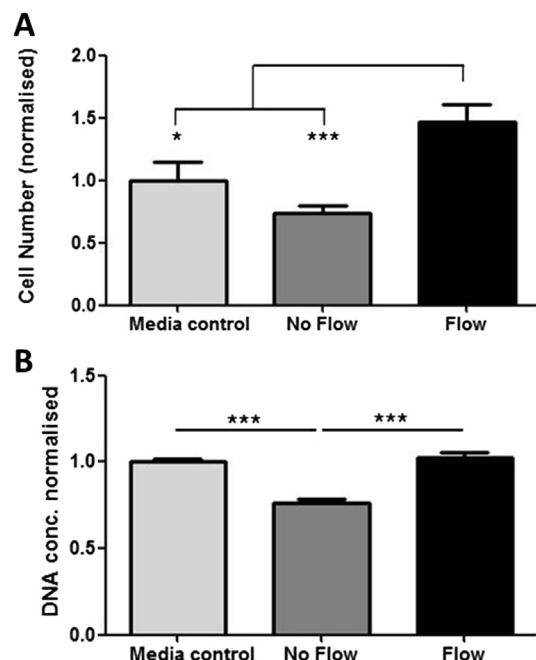 A
Cell Number (normalised)
2.0
1.5
1.0
0.5
0.0
*
***
Media control
No Flow
Flow
B
DNA conc. normalised
1.5
1.0
0.5
0.0
***
***
Media control
No Flow
Flow